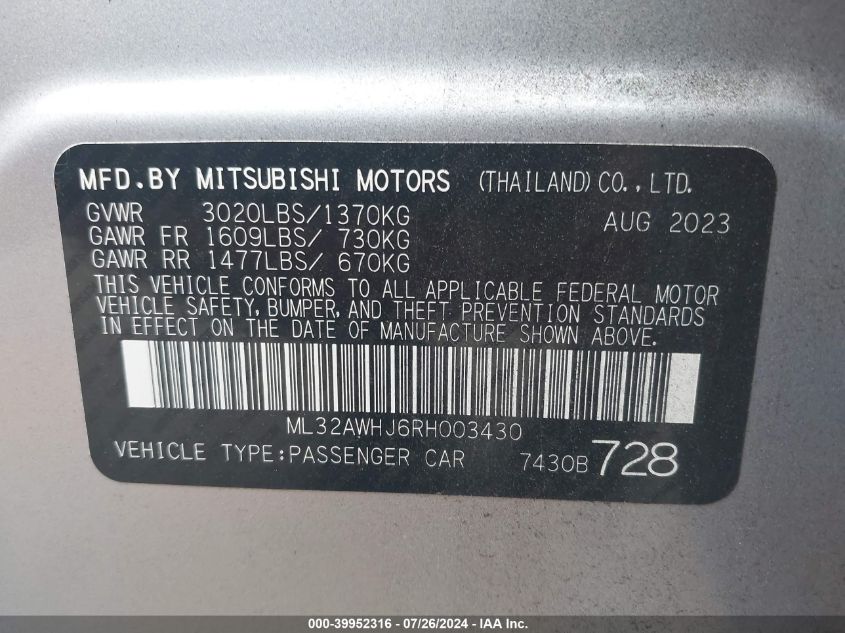 MFD.BY MITSUBISHI MOTORS (THAILAND) CO., LTD.
GVWR 3020LBS/1370KG AUG 2023
GAWR FR 1609LBS/ 730KG
GAWR RR 1477LBS/ 670KG
THIS VEHICLE CONFORMS TO ALL APPLICABLE FEDERAL MOTOR
VEHICLE SAFETY, BUMPER, AND THEFT PREVENTION STANDARDS
IN EFFECT ON THE DATE OF MANUFACTURE SHOWN ABOVE.
ML32AWHJ6RH003430
VEHICLE TYPE:PASSENGER CAR 7430B 728
000-39952316 - 07/26/2024 - IAA Inc.